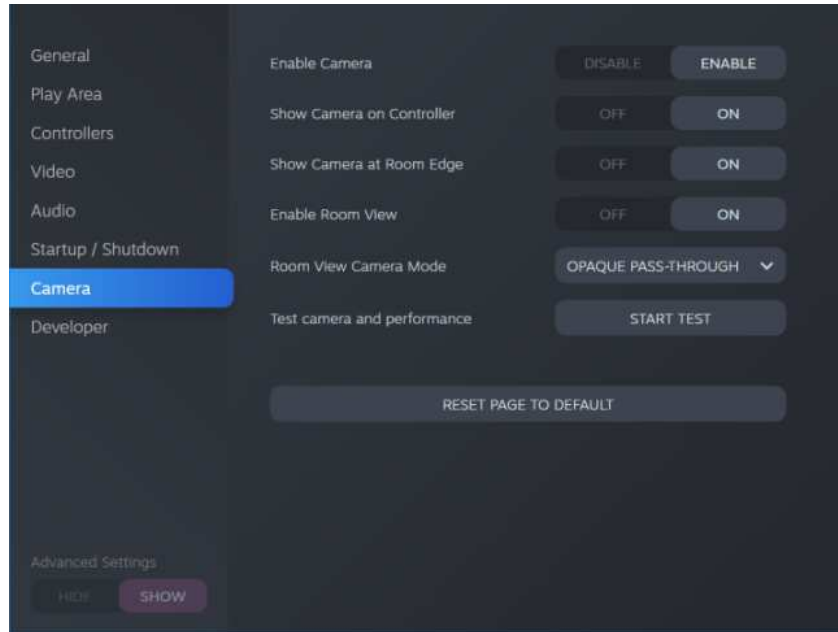 General
Play Area
Controllers
Video
Audio
Startup / Shutdown
Camera
Developer
Advanced Settings
HIDE SHOW
Enable Camera DISABLE ENABLE
Show Camera on Controller OFF ON
Show Camera at Room Edge OFF ON
Enable Room View OFF ON
Room View Camera Mode OPAQUE PASS-THROUGH
Test camera and performance START TEST
RESET PAGE TO DEFAULT